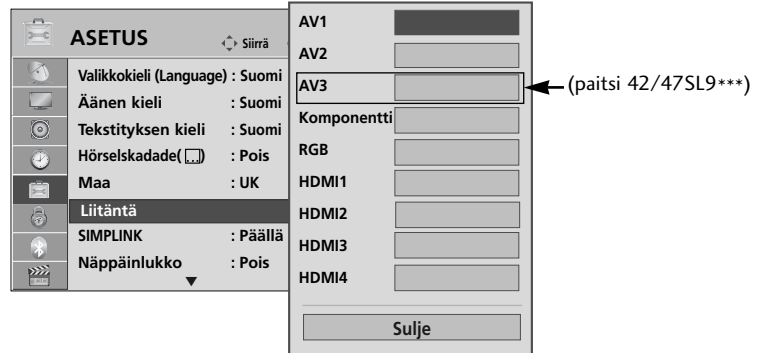 ASETUS
Siirrä
Valikkokieli (Language) : Suomi
Äänen kieli : Suomi
Tekstityksen kieli : Suomi
Hörselskadade( ) : Pois
Maa : UK
Liitäntä
SIMPLINK : Päällä
Näppäinlukko : Pois
AV1
AV2
AV3
Komponentti
RGB
HDMI1
HDMI2
HDMI3
HDMI4
Sulje
(paitsi 42/47SL9***)